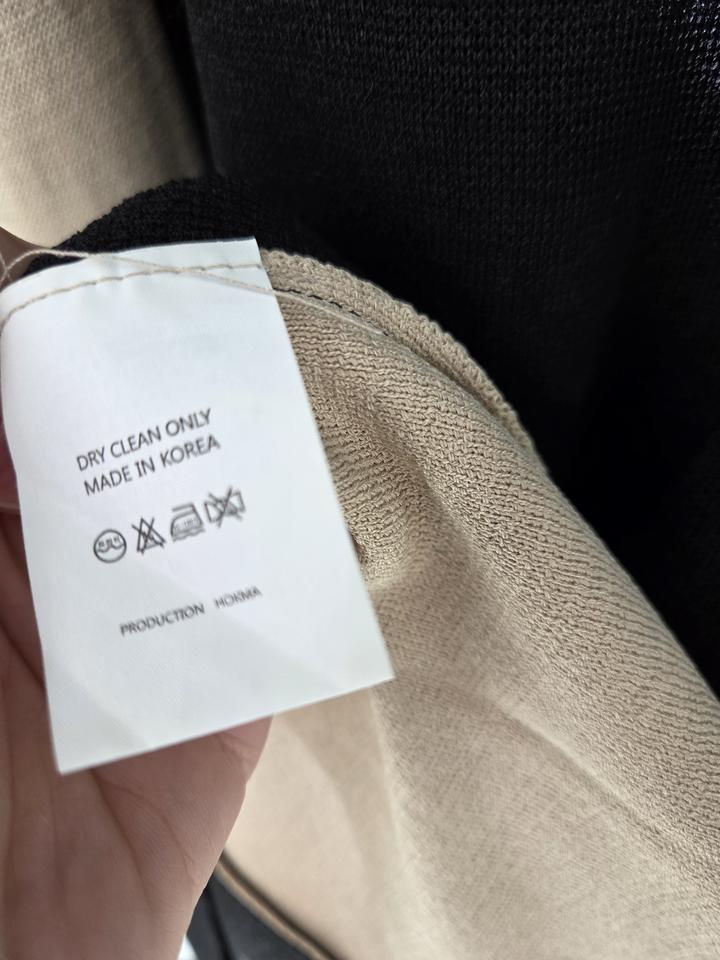 DRY CLEAN ONLY
MADE IN KOREA
PRODUCTION HOKMA